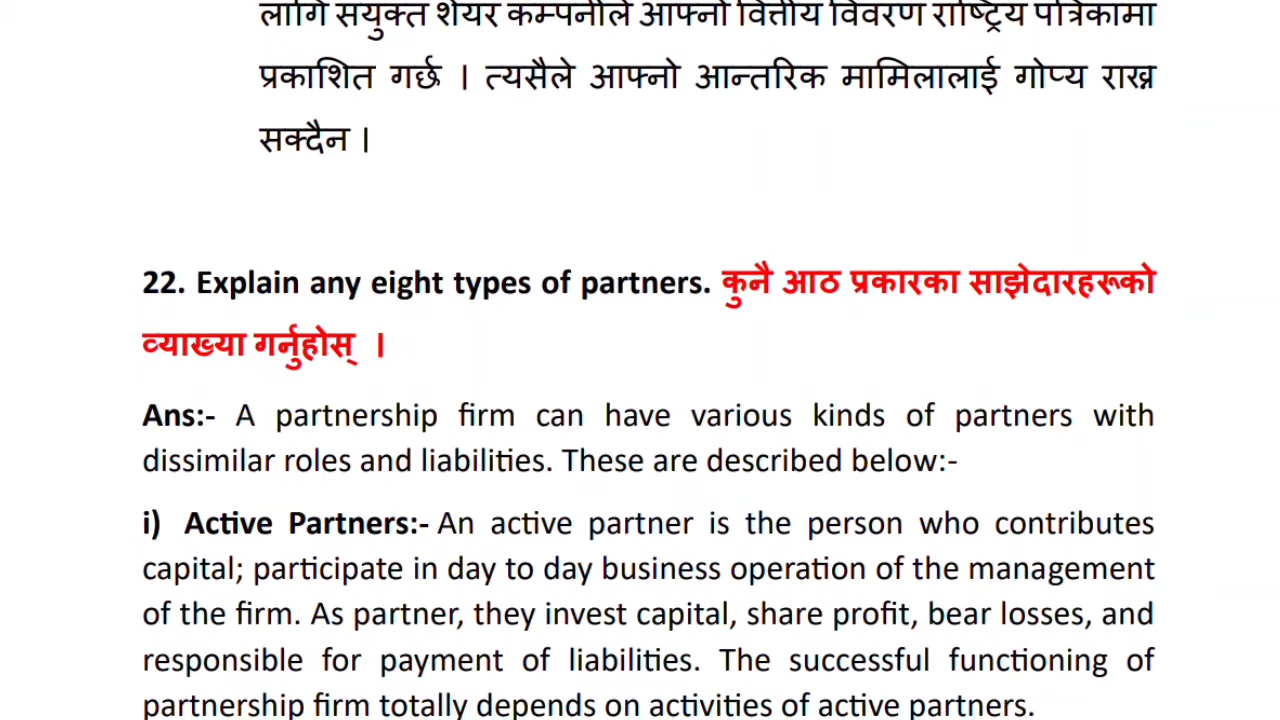 लागि संयुक्त शेयर कम्पनीले आफ्नो वित्तीय विवरण राष्ट्रिय पत्रिकामा
प्रकाशित गर्छ । त्यसैले आफ्नो आन्तरिक मामिलालाई गोप्य राख्न
सक्दैन ।
22. Explain any eight types of partners. कुनै आठ प्रकारका साझेदारहरूको
व्याख्या गर्नुहोस् ।
Ans:- A partnership firm can have various kinds of partners with
dissimilar roles and liabilities. These are described below:-
i) Active Partners:- An active partner is the person who contributes
capital; participate in day to day business operation of the management
of the firm. As partner, they invest capital, share profit, bear losses, and
responsible for payment of liabilities. The successful functioning of
partnership firm totally depends on activities of active partners.